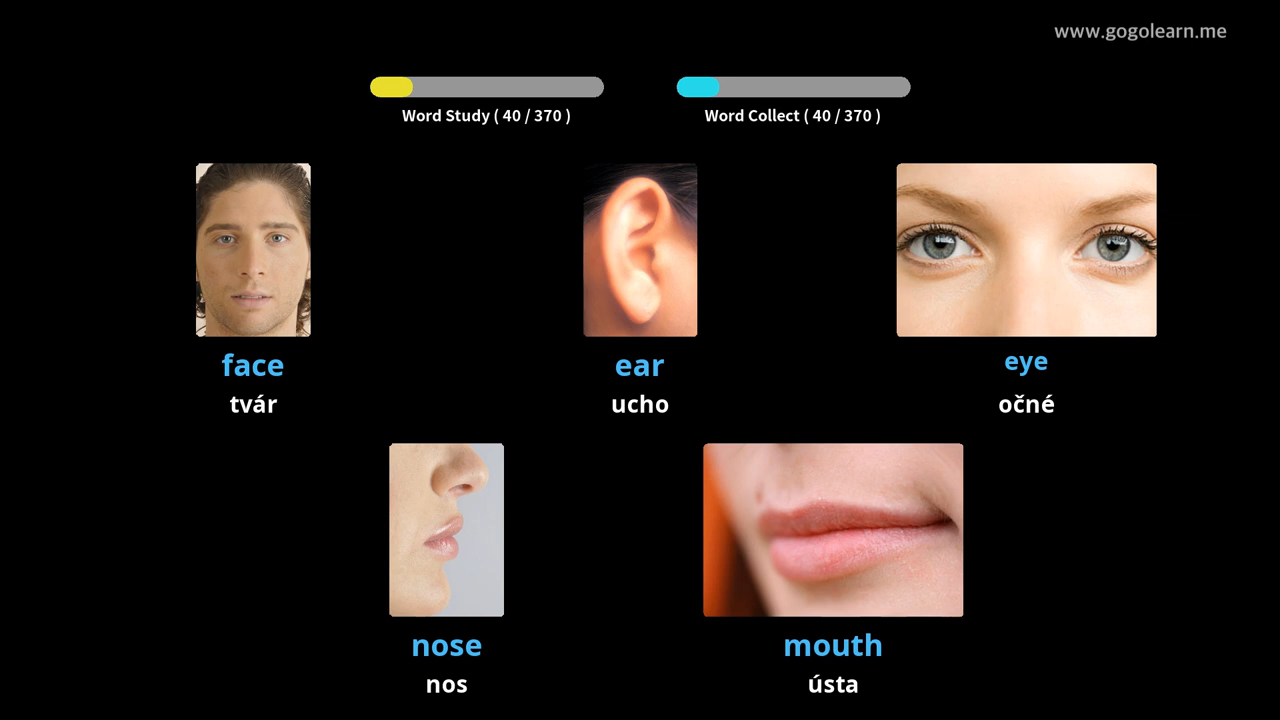 www.gogolearn.me
Word Study ( 40 / 370 )
Word Collect ( 40 / 370 )
face
tvár
ear
ucho
eye
očné
nose
nos
mouth
ústa